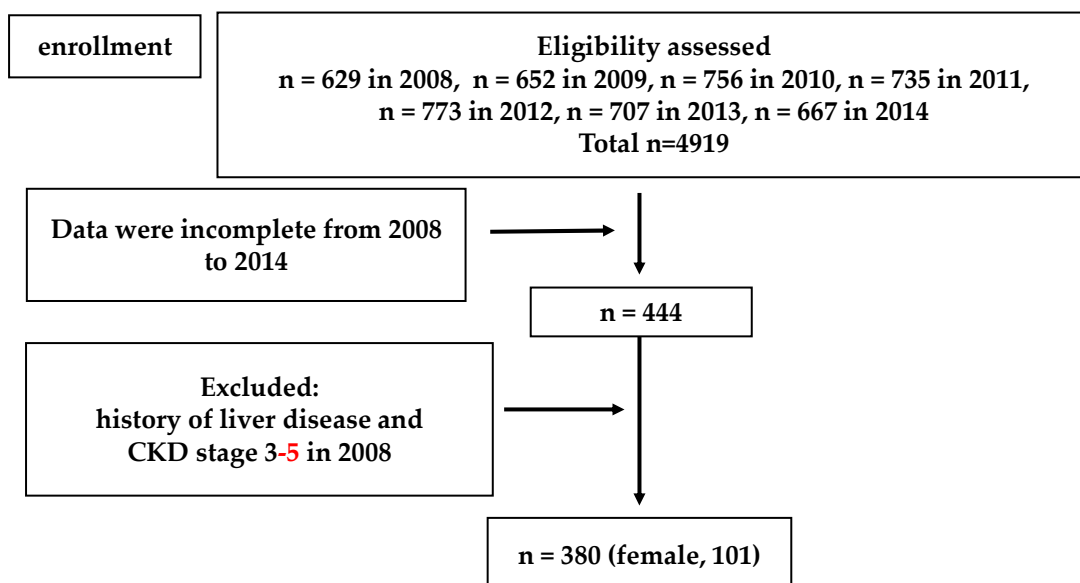 enrollment
Eligibility assessed
n = 629 in 2008, n = 652 in 2009, n = 756 in 2010, n = 735 in 2011,
n = 773 in 2012, n = 707 in 2013, n = 667 in 2014
Total n=4919
Data were incomplete from 2008
to 2014
n = 444
Excluded:
history of liver disease and
CKD stage 3-5 in 2008
n = 380 (female, 101)